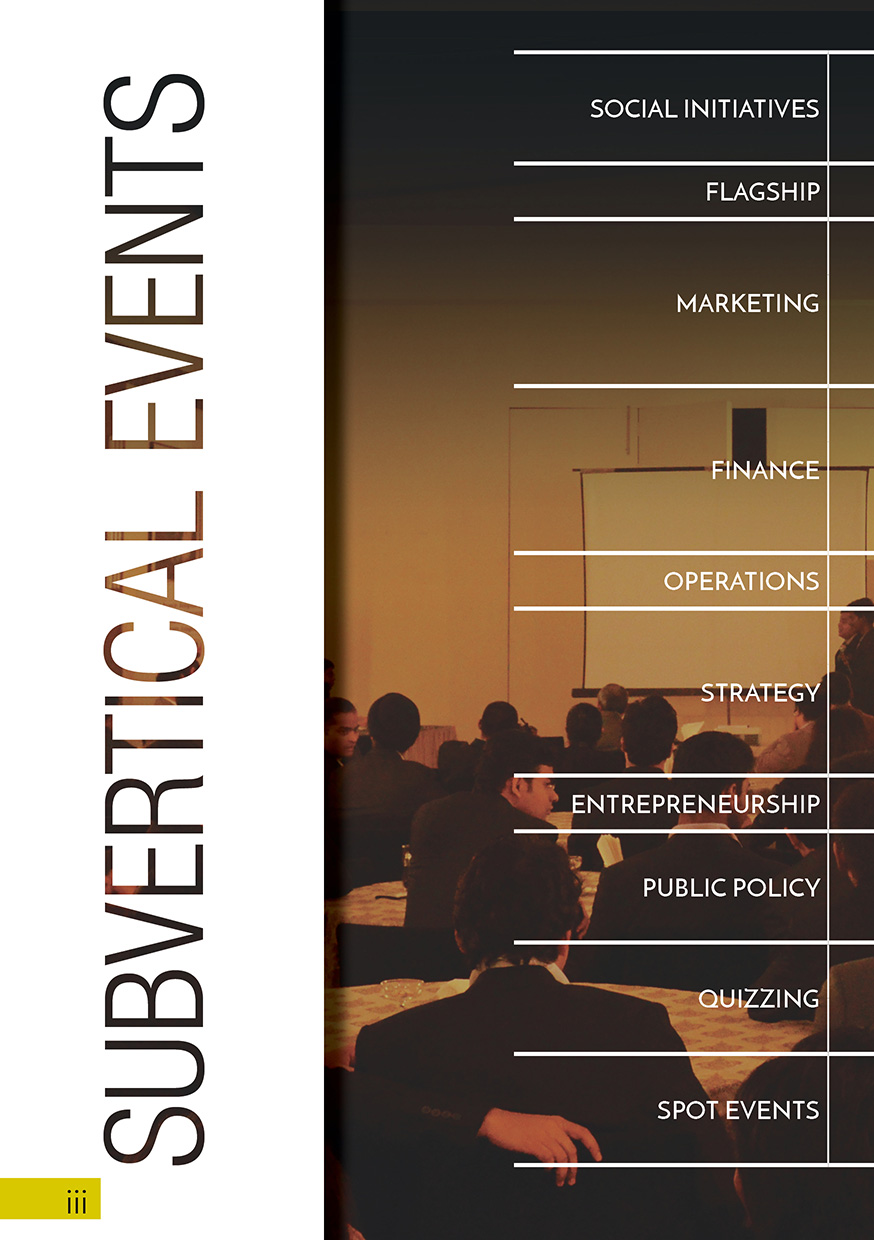 SUBVERTICAL EVENTS
SOCIAL INITIATIVES
FLAGSHIP
MARKETING
FINANCE
OPERATIONS
STRATEGY
ENTREPRENEURSHIP
PUBLIC POLICY
QUIZZING
SPOT EVENTS
iii